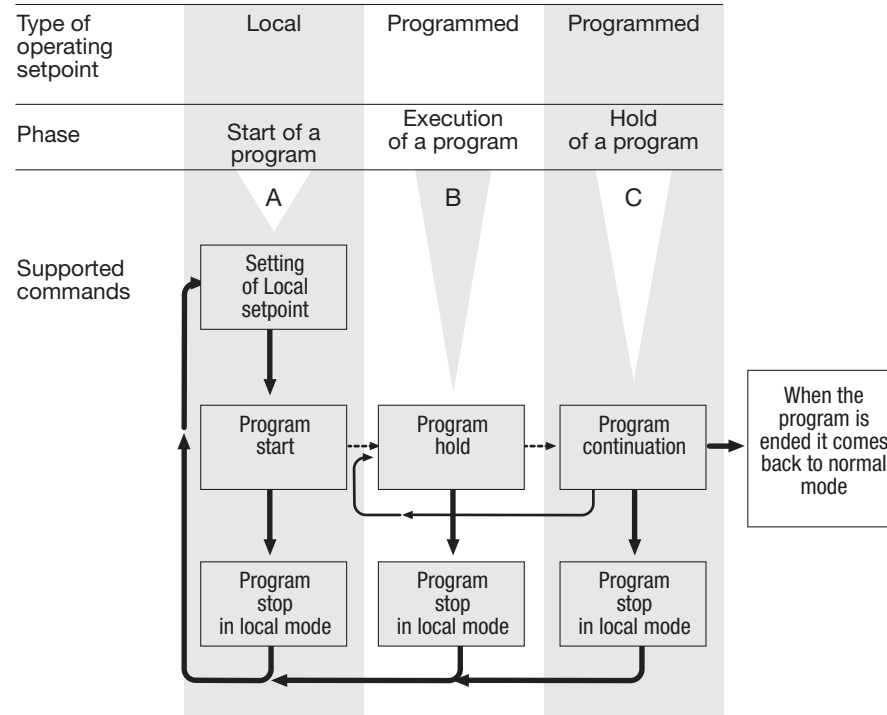 Type of
operating
setpoint
Local
Programmed
Programmed
Phase
Start of a
program
Execution
of a program
Hold
of a program
A
B
C
Supported
commands
Setting
of Local
setpoint
Program
start
Program
hold
Program
continuation
When the
program is
ended it comes
back to normal
mode
Program
stop
in local mode
Program
stop
in local mode
Program
stop
in local mode